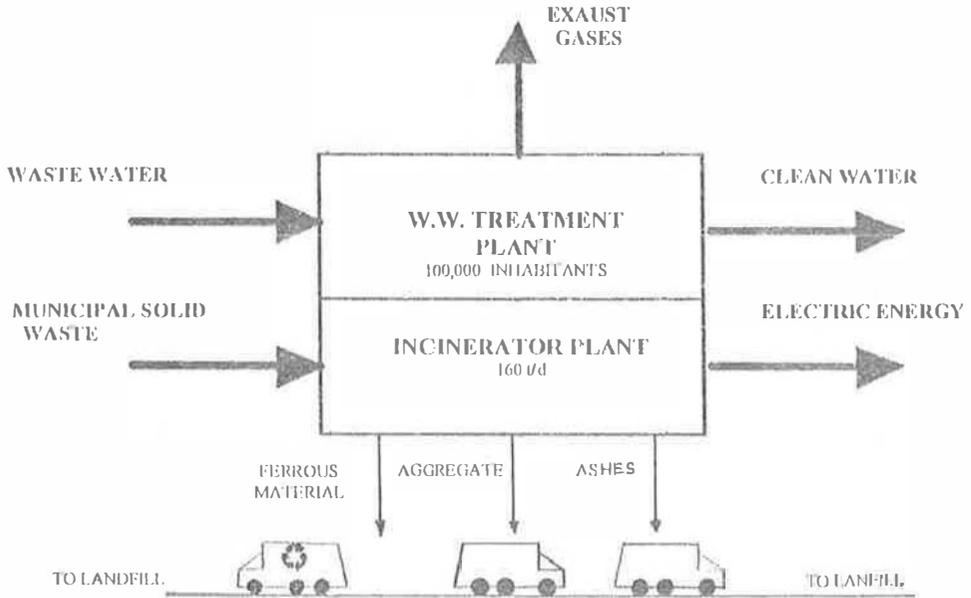 EXAUST
GASES
WASTE WATER
CLEAN WATER
W.W. TREATMENT
PLANT
100,000 INHABITANTS
MUNICIPAL SOLID
WASTE
ELECTRIC ENERGY
INCINERATOR PLANT
160 t/d
FERROUS
MATERIAL
AGGREGATE
ASHES
TO LANDFILL
TO LANFILL